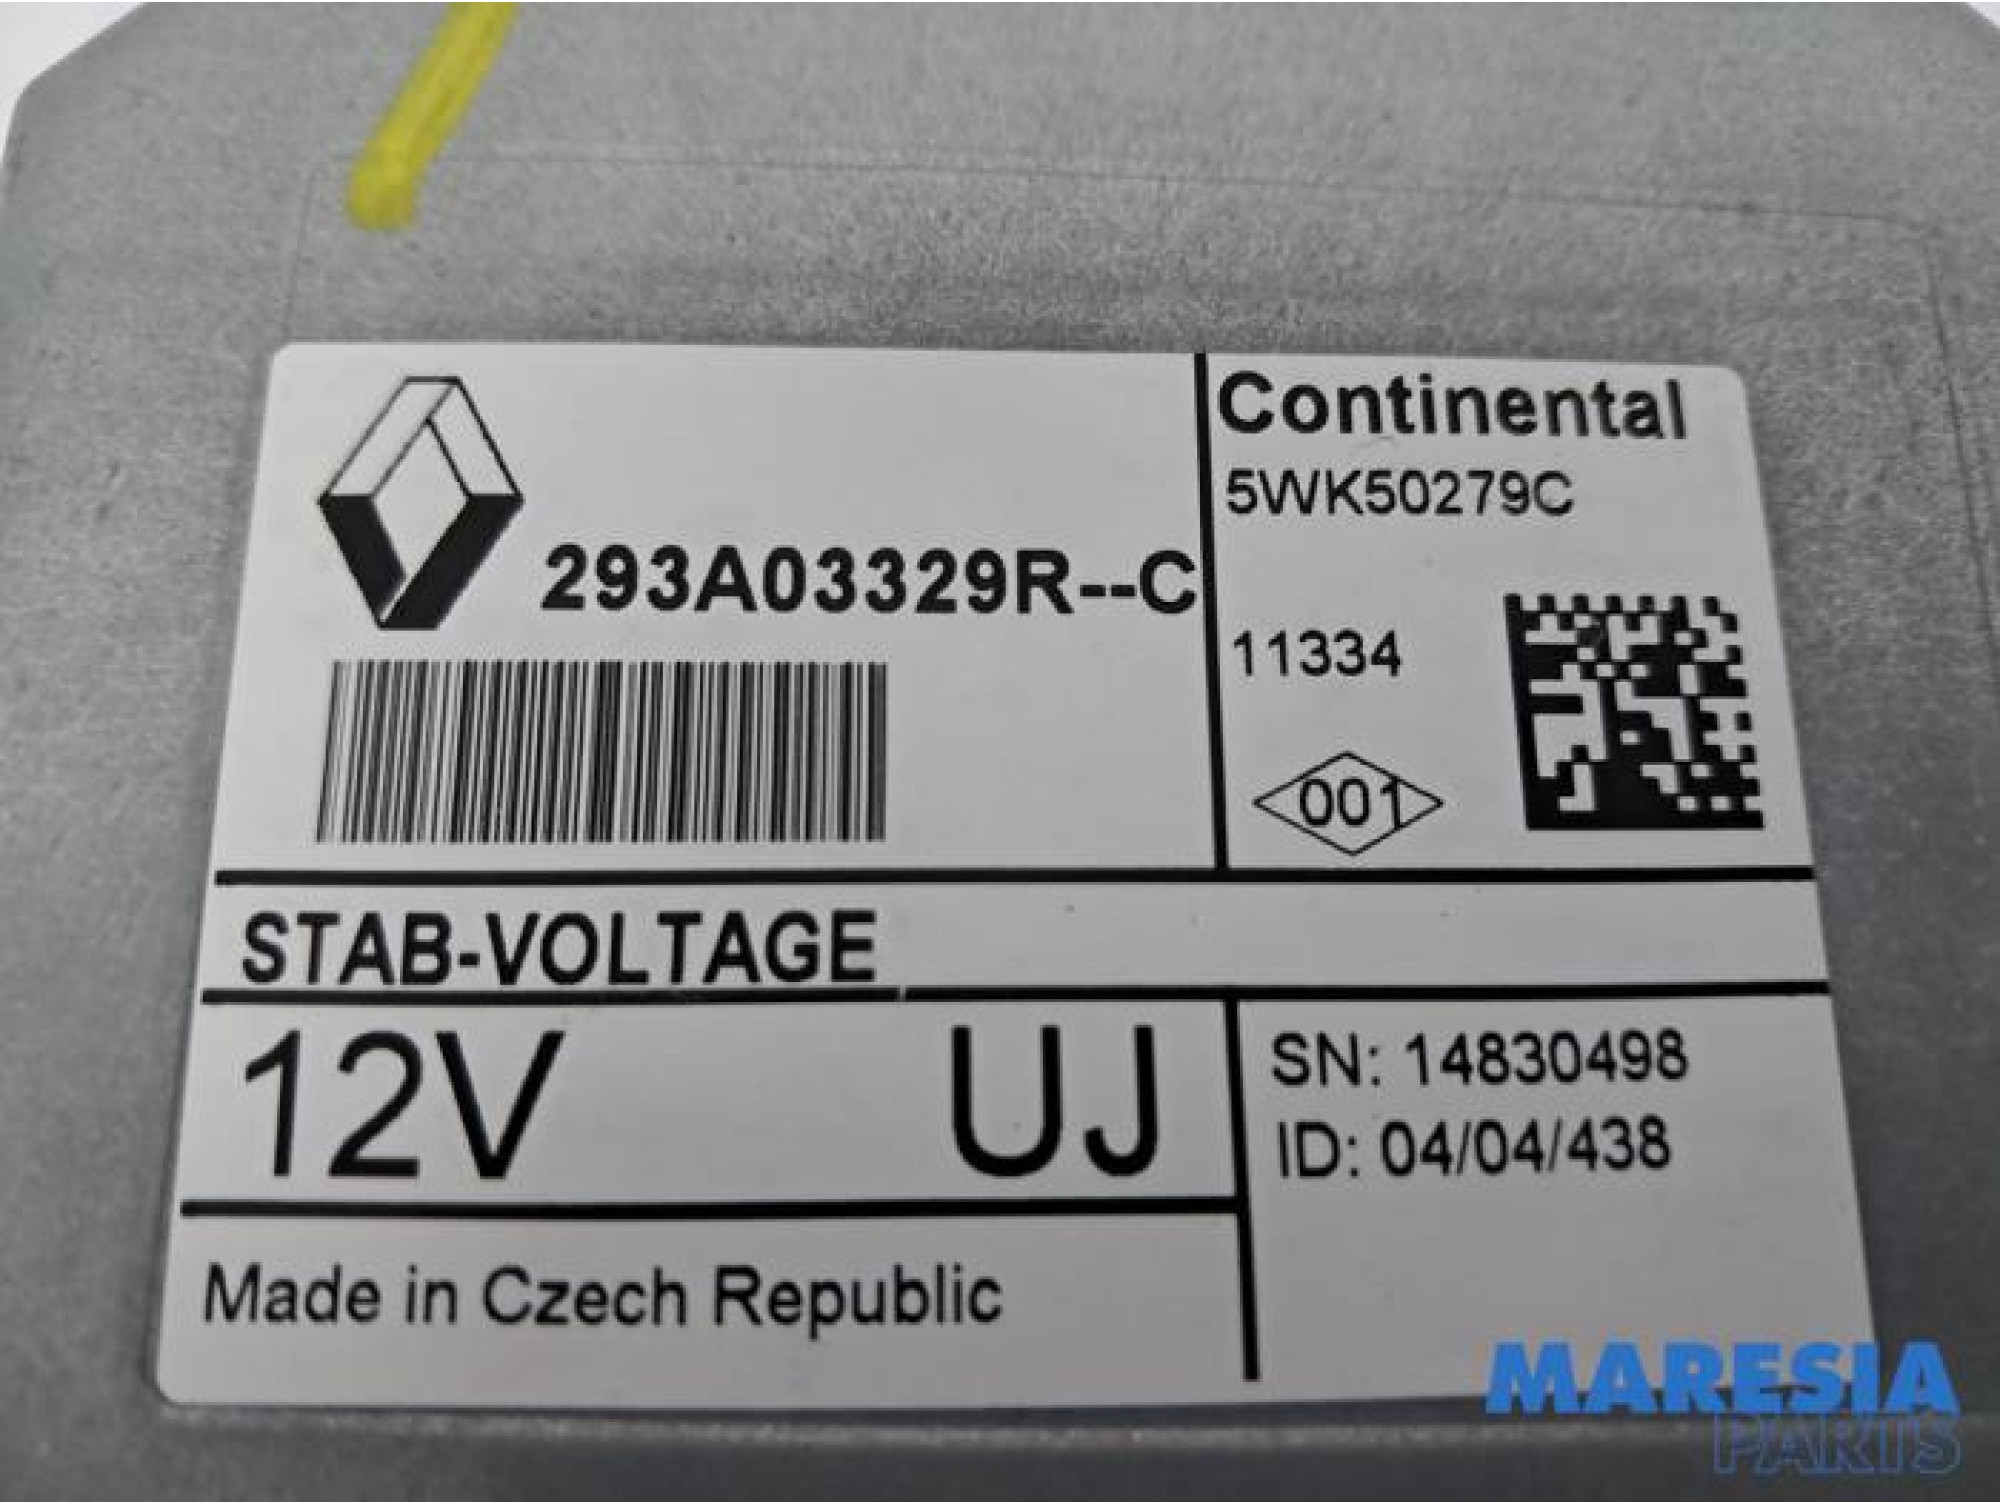 293A03329R--C
Continental
5WK50279C
11334
001
STAB-VOLTAGE
12V UJ
SN: 14830498
ID: 04/04/438
Made in Czech Republic
MARESIA
PARTS